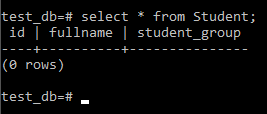 test_db=# select * from Student;
 id | fullname | student_group
----+----------+---------------
(0 rows)
test_db=#